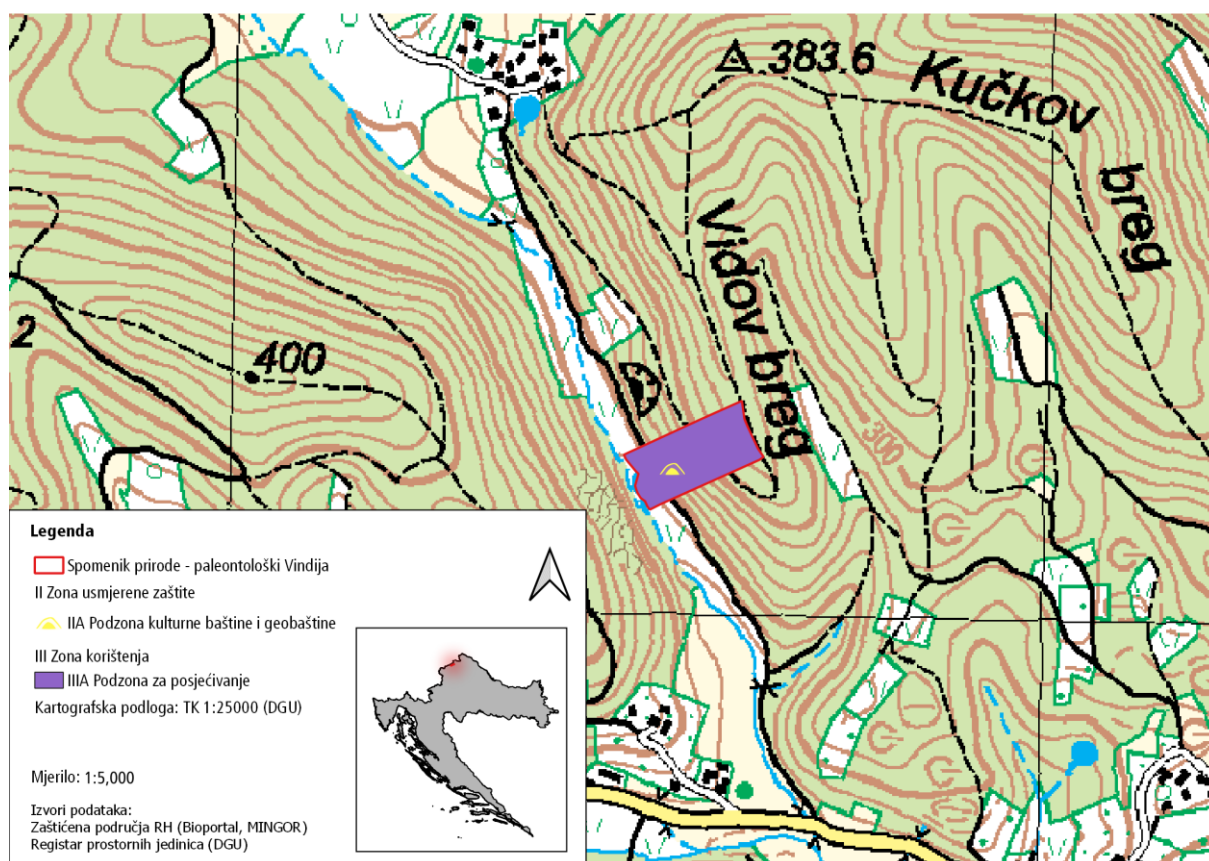 383.6
Kučkov
breg
Vidov breg
2
400
300
Legenda
Spomenik prirode - paleontološki Vindija
II Zona usmjerene zaštite
IIA Podzona kulturne baštine i geobaštine
III Zona korištenja
IIIA Podzona za posjećivanje
Kartografska podloga: TK 1:25000 (DGU)
Mjerilo: 1:5,000
Izvori podataka:
Zaštićena područja RH (Bioportal, MINGOR)
Registar prostornih jedinica (DGU)